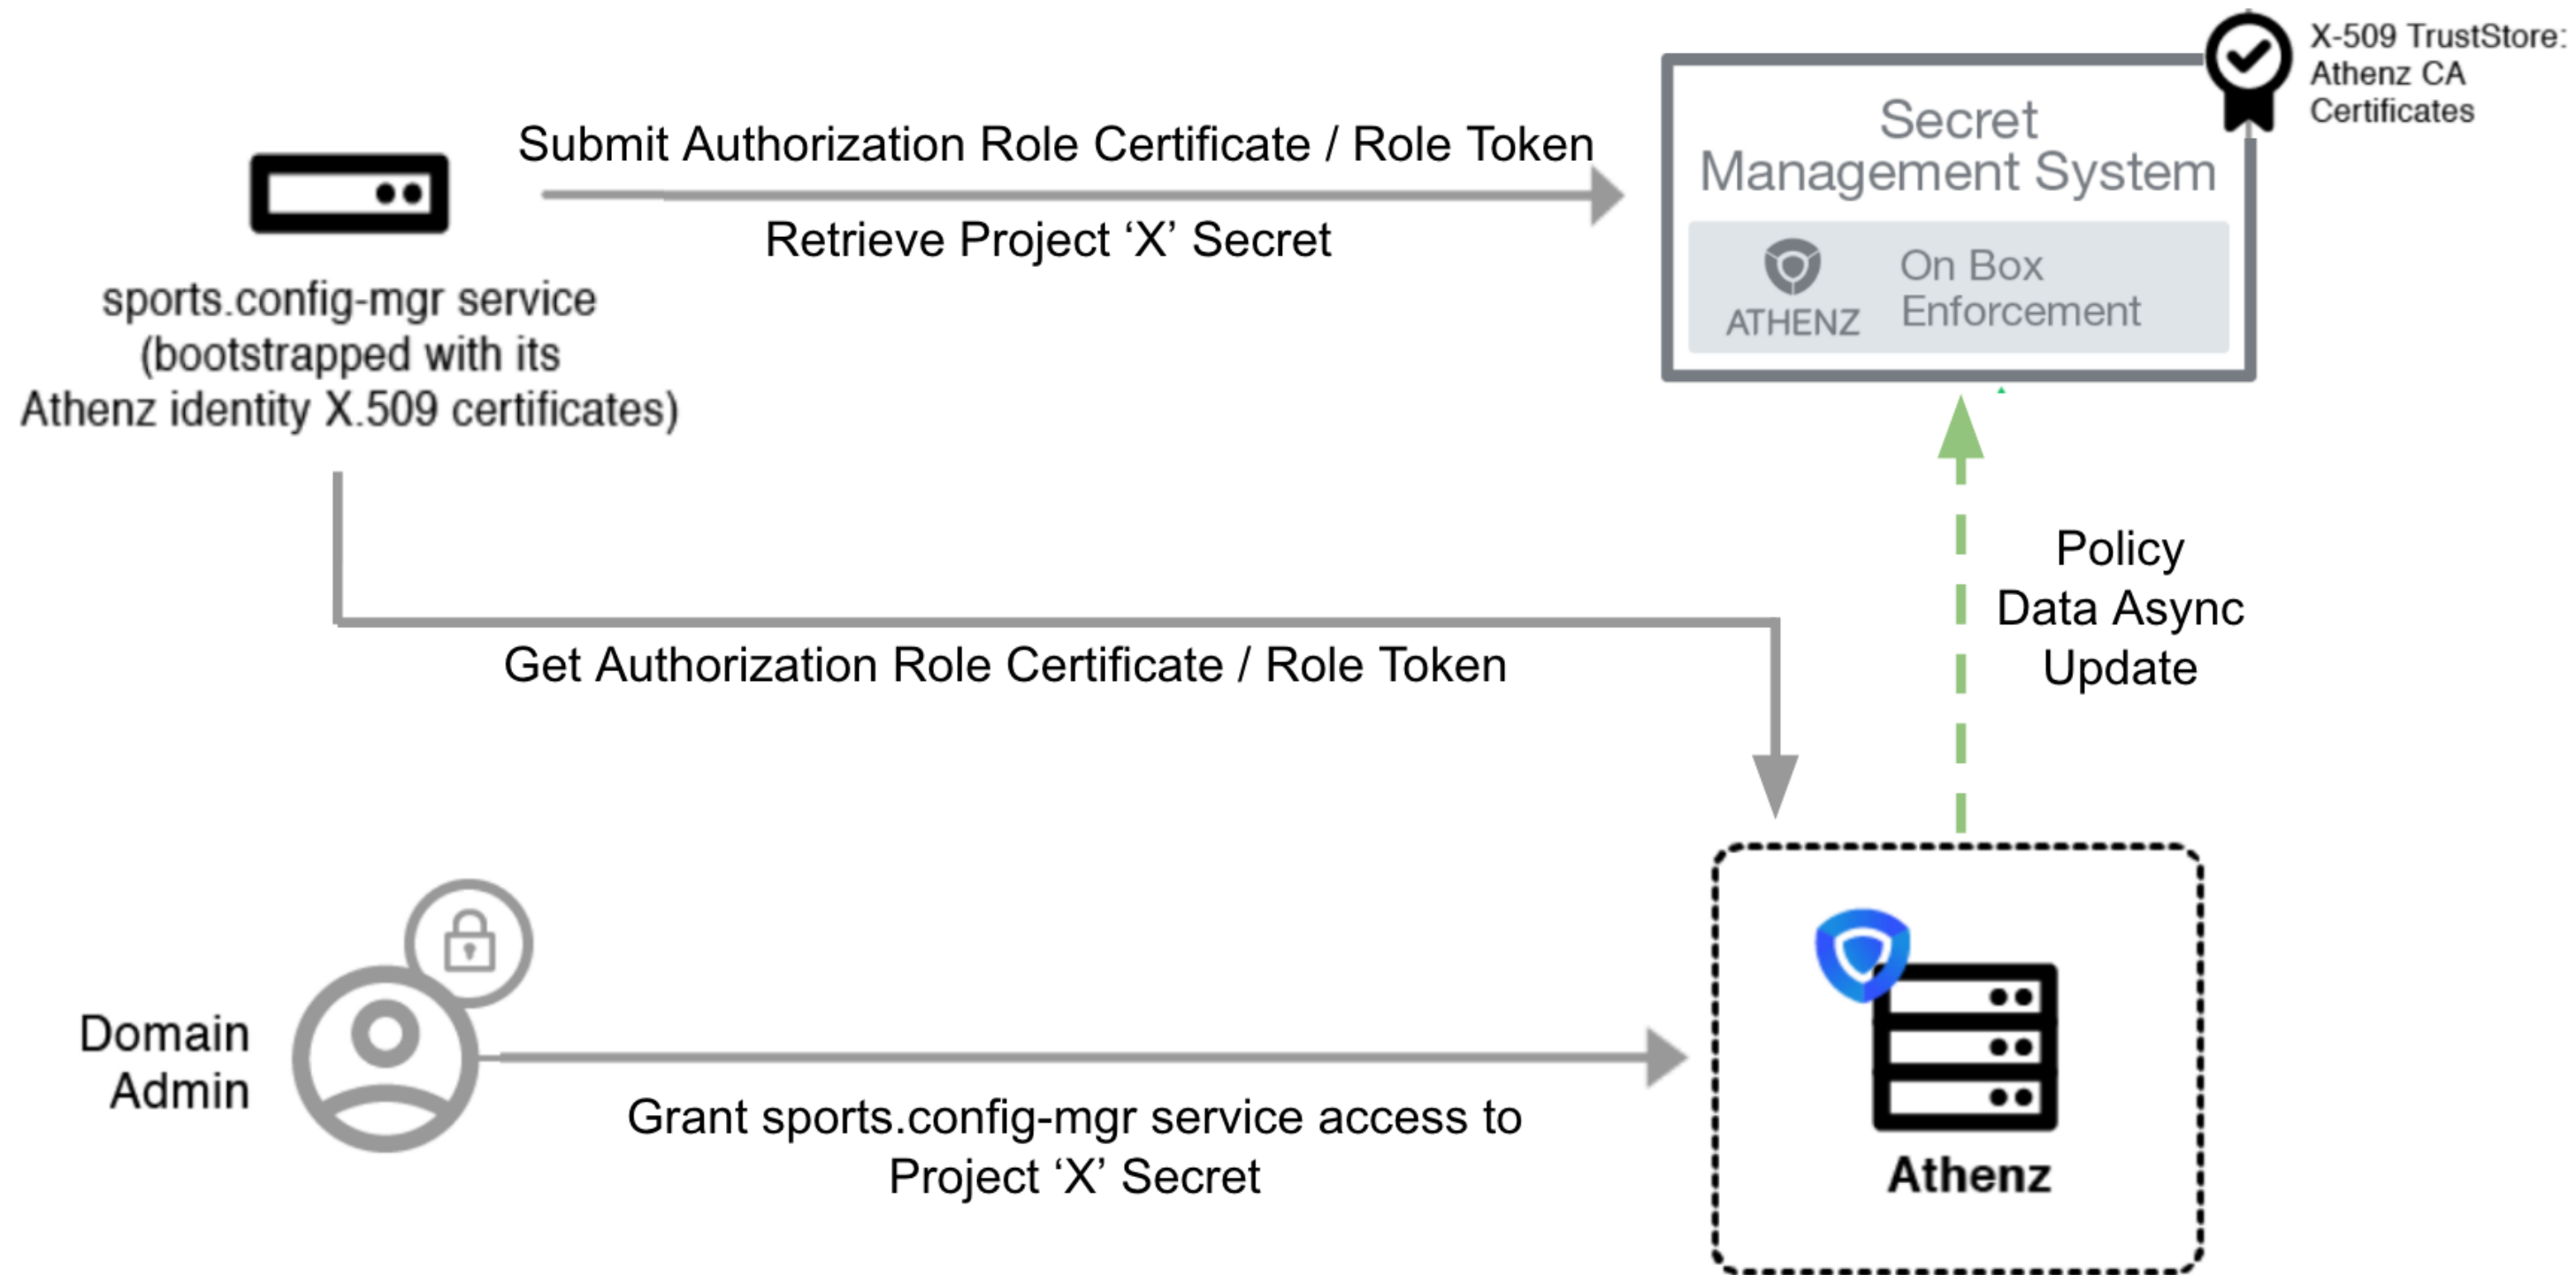 X-509 TrustStore:
Athenz CA
Certificates
Submit Authorization Role Certificate / Role Token
Retrieve Project ‘X’ Secret
Secret
Management System
ATHENZ
On Box
Enforcement
sports.config-mgr service
(bootstrapped with its
Athenz identity X.509 certificates)
Policy
Data Async
Update
Get Authorization Role Certificate / Role Token
Domain
Admin
Grant sports.config-mgr service access to
Project ‘X’ Secret
Athenz